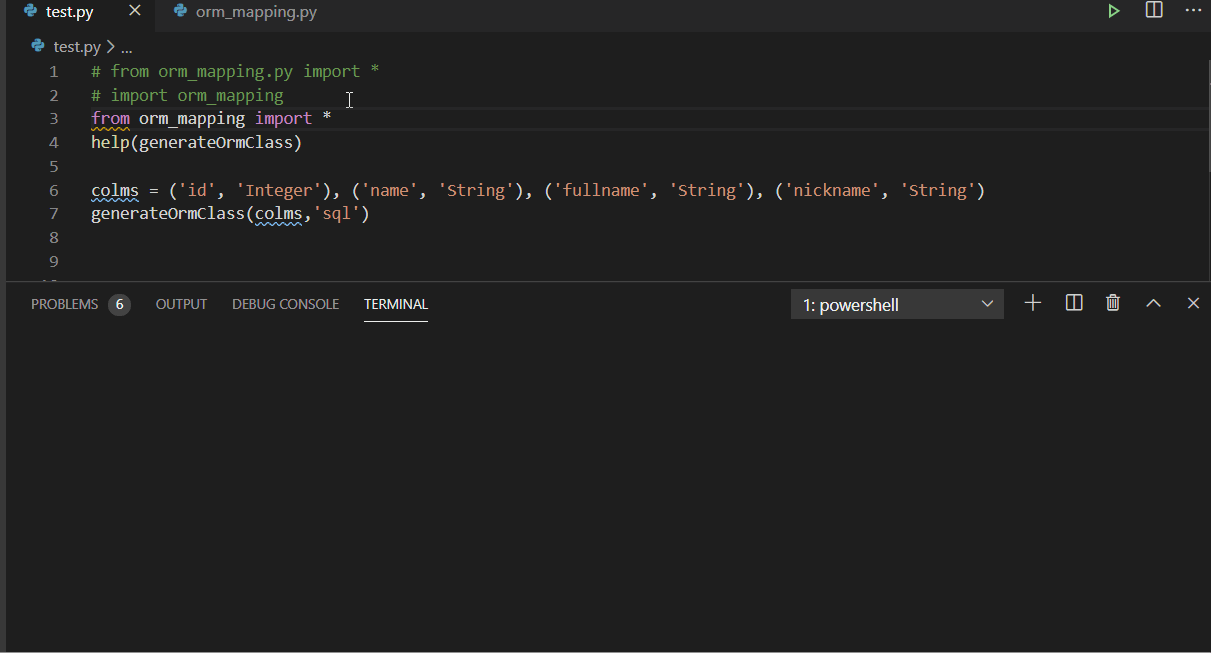 test.py orm_mapping.py
test.py > ...
1 # from orm_mapping.py import *
2 # import orm_mapping
3 from orm_mapping import *
4 help(generateOrmClass)
5
6 colms = ('id', 'Integer'), ('name', 'String'), ('fullname', 'String'), ('nickname', 'String')
7 generateOrmClass(colms,'sql')
8
9
PROBLEMS 6 OUTPUT DEBUG CONSOLE TERMINAL 1: powershell